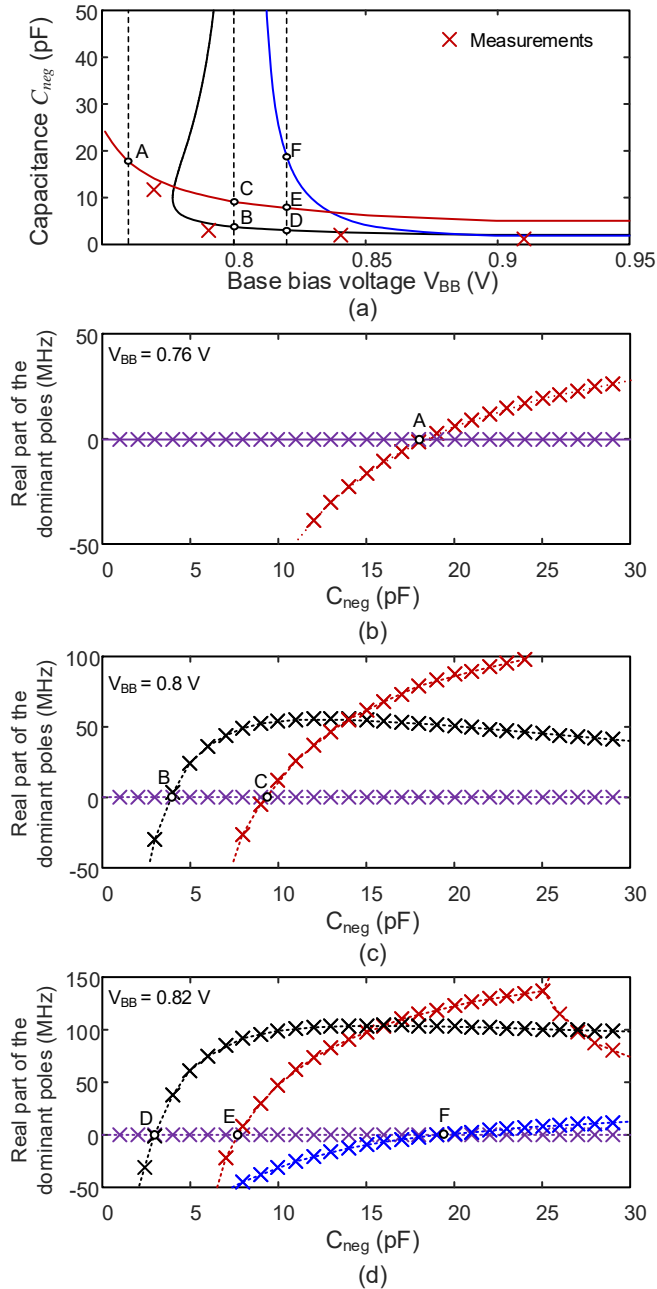 50
40
30
20
10
0
Capacitance C_neg (pF)
Measurements
A
C
B
F
E
D
0.8
0.85
0.9
0.95
Base bias voltage V_BB (V)
(a)
50
0
-50
Real part of the
dominant poles (MHz)
V_BB = 0.76 V
A
0
5
10
15
20
25
30
C_neg (pF)
(b)
100
50
0
-50
Real part of the
dominant poles (MHz)
V_BB = 0.8 V
B
C
0
5
10
15
20
25
30
C_neg (pF)
(c)
150
100
50
0
-50
Real part of the
dominant poles (MHz)
V_BB = 0.82 V
D
E
F
0
5
10
15
20
25
30
C_neg (pF)
(d)